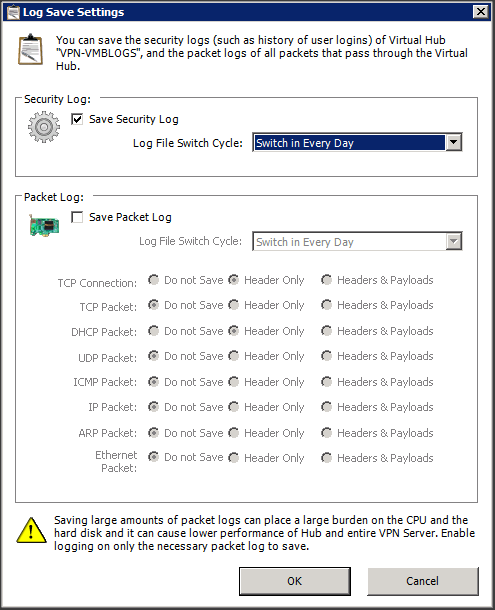 Log Save Settings
You can save the security logs (such as history of user logins) of Virtual Hub
"VPN-VMBLOGS", and the packet logs of all packets that pass through the Virtual
Hub.
Security Log:
Save Security Log
Log File Switch Cycle: Switch in Every Day
Packet Log:
Save Packet Log
Log File Switch Cycle: Switch in Every Day
TCP Connection: Do not Save Header Only Headers & Payloads
TCP Packet: Do not Save Header Only Headers & Payloads
DHCP Packet: Do not Save Header Only Headers & Payloads
UDP Packet: Do not Save Header Only Headers & Payloads
ICMP Packet: Do not Save Header Only Headers & Payloads
IP Packet: Do not Save Header Only Headers & Payloads
ARP Packet: Do not Save Header Only Headers & Payloads
Ethernet
Packet: Do not Save Header Only Headers & Payloads
Saving large amounts of packet logs can place a large burden on the CPU and the
hard disk and it can cause lower performance of Hub and entire VPN Server. Enable
logging on only the necessary packet log to save.
OK Cancel